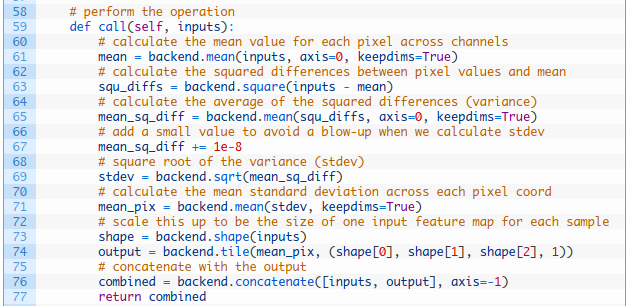 58 # perform the operation
59 def call(self, inputs):
60 # calculate the mean value for each pixel across channels
61 mean = backend.mean(inputs, axis=0, keepdims=True)
62 # calculate the squared differences between pixel values and mean
63 squ_diffs = backend.square(inputs - mean)
64 # calculate the average of the squared differences (variance)
65 mean_sq_diff = backend.mean(squ_diffs, axis=0, keepdims=True)
66 # add a small value to avoid a blow-up when we calculate stdev
67 mean_sq_diff += 1e-8
68 # square root of the variance (stdev)
69 stdev = backend.sqrt(mean_sq_diff)
70 # calculate the mean standard deviation across each pixel coord
71 mean_pix = backend.mean(stdev, keepdims=True)
72 # scale this up to be the size of one input feature map for each sample
73 shape = backend.shape(inputs)
74 output = backend.tile(mean_pix, (shape[0], shape[1], shape[2], 1))
75 # concatenate with the output
76 combined = backend.concatenate([inputs, output], axis=-1)
77 return combined